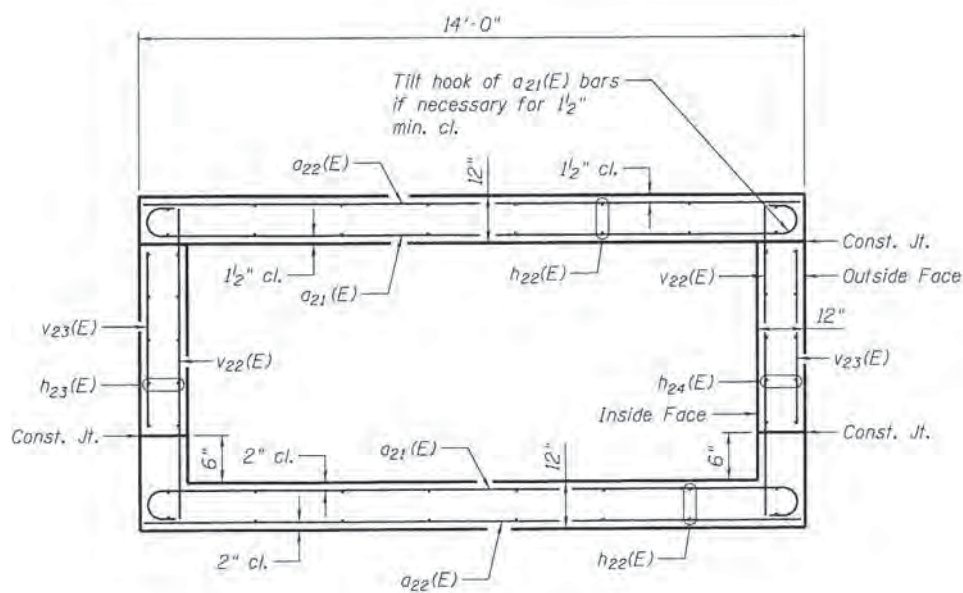 14'-0"
Tilt hook of a21(E) bars
if necessary for 1½"
min. cl.
a22(E)
12"
1½" cl.
Const. Jt.
1½" cl.
h22(E)
v22(E)
Outside Face
a21(E)
v23(E)
12"
v22(E)
v23(E)
h23(E)
h24(E)
Inside Face
Const. Jt.
Const. Jt.
6"
2" cl.
a21(E)
12"
6"
2" cl.
h22(E)
a22(E)